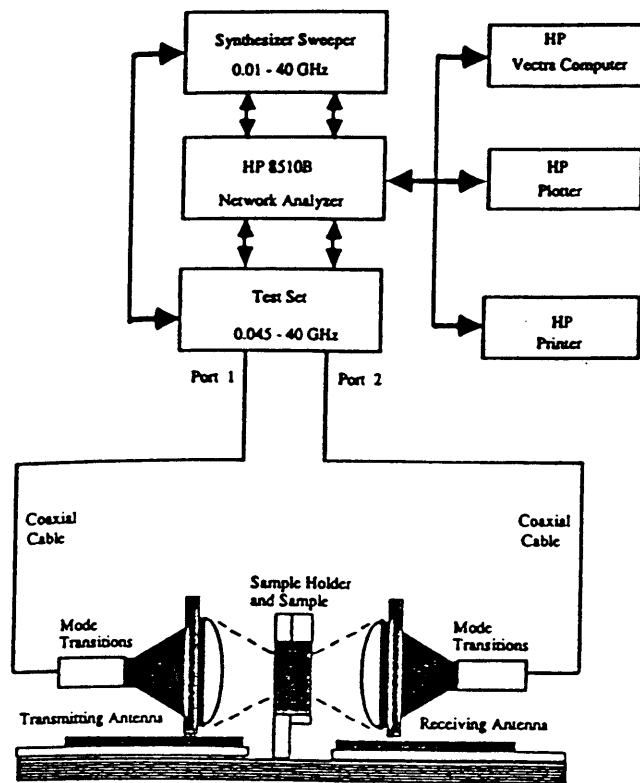 Synthesizer Sweeper
0.01 - 40 GHz
HP
Vectra Computer
HP 8510B
Network Analyzer
HP
Plotter
Test Set
0.045 - 40 GHz
HP
Printer
Port 1
Port 2
Coaxial
Cable
Coaxial
Cable
Sample Holder
and Sample
Mode
Transitions
Mode
Transitions
Transmitting Antenna
Receiving Antenna